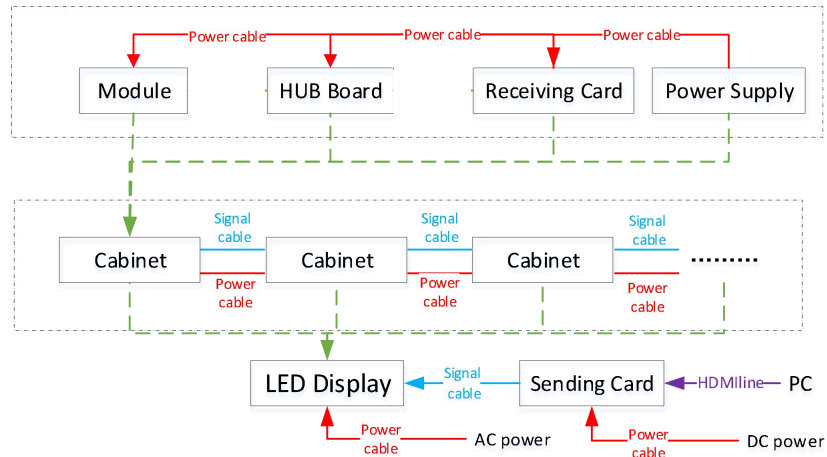 Power cable
Power cable
Power cable
Module
HUB Board
Receiving Card
Power Supply
Signal
cable
Signal
cable
Signal
cable
Cabinet
Cabinet
Cabinet
.........
Power
cable
Power
cable
Power
cable
LED Display
Signal
cable
Sending Card
HDMIline
PC
Power
cable
AC power
Power
cable
DC power